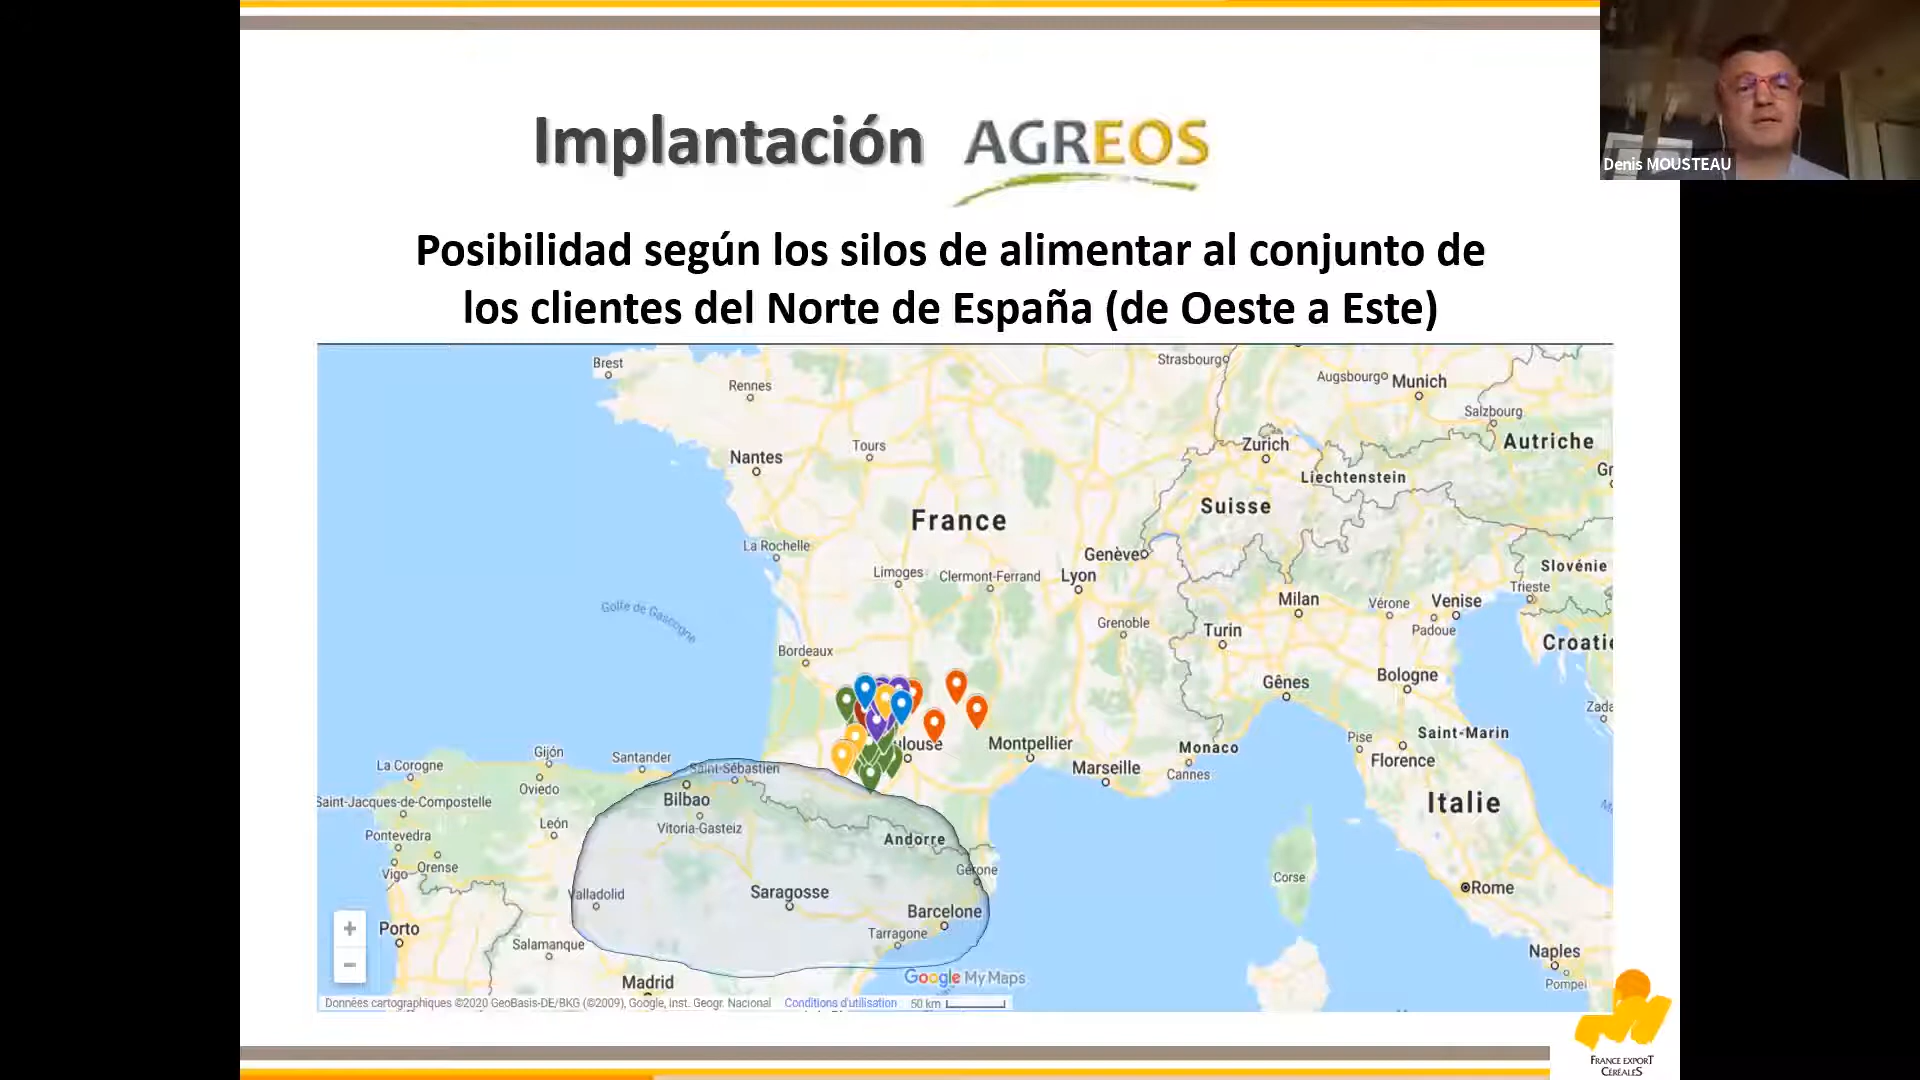 Implantación AGREOS
Denis MOUSTEAU
Posibilidad según los silos de alimentar al conjunto de
los clientes del Norte de España (de Oeste a Este)
Brest
Strasbourg
Rennes
Augsbourg
Munich
Salzbourg
Tours
Zurich
Autriche
Nantes
Liechtenstein
Gr
Suisse
France
La Rochelle
Genève
Slovénie
Limoges
Clermont-Ferrand
Lyon
Trieste
Milan
Vérone
Venise
Golfe de Gascogne
Grenoble
Turin
Padoue
Croatie
Bordeaux
Bologne
Gênes
Zada
Saint-Marin
Pise
ulouse
Montpellier
Monaco
Florence
Gijón
Santander
La Corogne
Saint-Sébastien
Marseille
Cannes
Oviedo
Saint-Jacques-de-Compostelle
Bilbao
Italie
León
Vitoria-Gasteiz
Pontevedra
Andorre
Vigo
Orense
Gérone
Corse
Valladolid
Saragosse
Rome
Barcelone
Porto
Tarragone
Salamanque
Naples
Madrid
Google My Maps
Pompei
Données cartographiques ©2020 GeoBasis-DE/BKG (©2009), Google, Inst. Geogr. Nacional Conditions d'utilisation 50 km
FRANCE EXPORT
CÉRÉALES